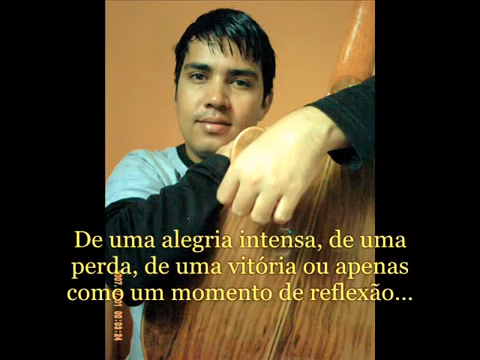 De uma alegria intensa, de uma
perda, de uma vitória ou apenas
como um momento de reflexão...